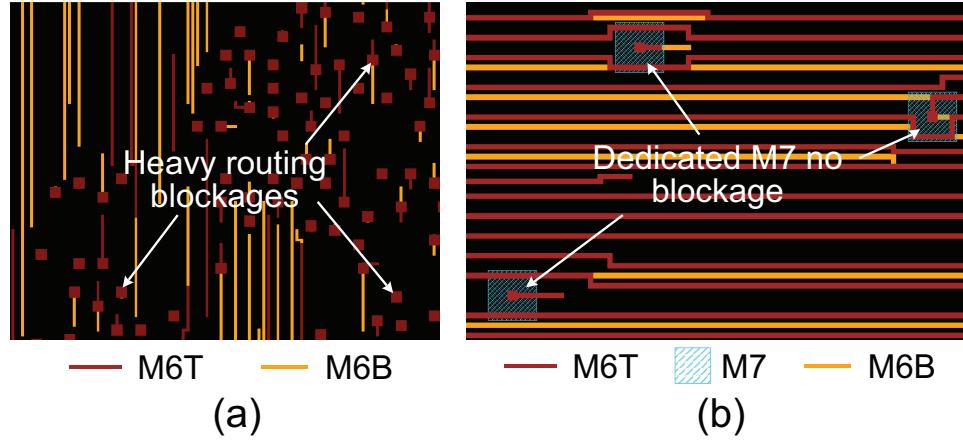 Heavy routing
blockages
M6T M6B
(a)
Dedicated M7 no
blockage
M6T M7 M6B
(b)